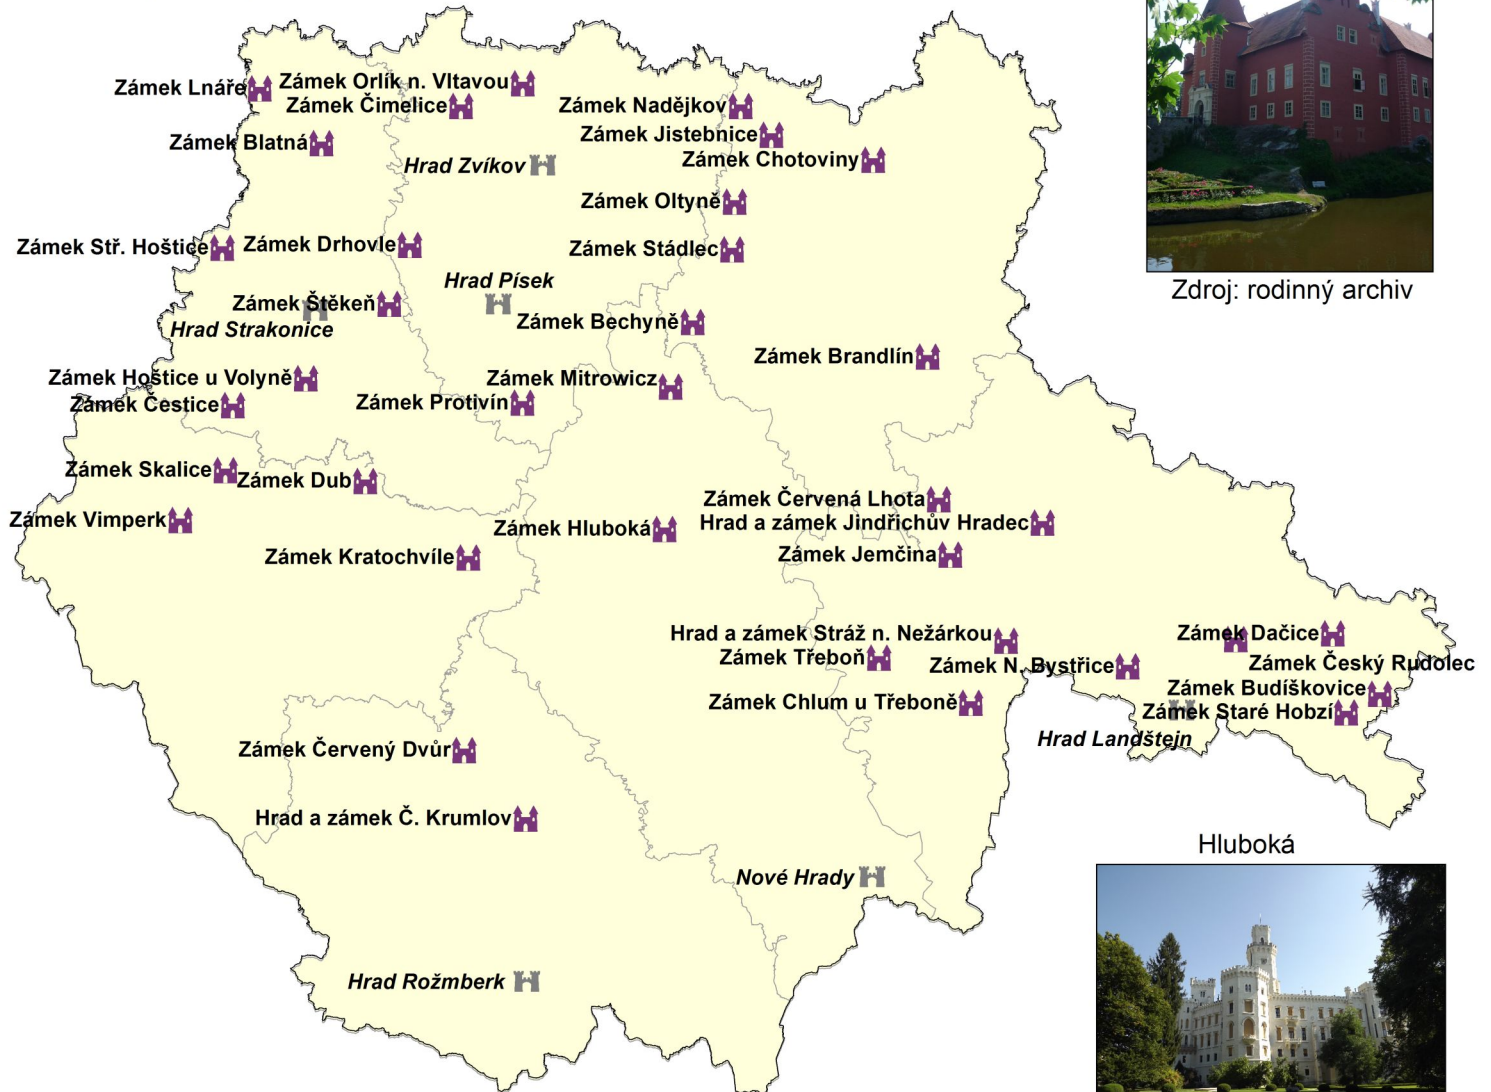 Zámek Lnáře
Zámek Orlík n. Vltavou
Zámek Čimelice
Zámek Nadějkov
Zámek Blatná
Zámek Jistebnice
Hrad Zvíkov
Zámek Chotoviny
Zámek Oltyně
Zámek Stř. Hoštice
Zámek Drhovle
Zámek Stádlec
Hrad Písek
Zdroj: rodinný archiv
Zámek Štěkeň
Hrad Strakonice
Zámek Bechyně
Zámek Brandlín
Zámek Hoštice u Volyně
Zámek Mitrowicz
Zámek Čestice
Zámek Protivín
Zámek Skalice
Zámek Dub
Zámek Červená Lhota
Zámek Vimperk
Zámek Hluboká
Hrad a zámek Jindřichův Hradec
Zámek Kratochvíle
Zámek Jemčina
Hrad a zámek Stráž n. Nežárkou
Zámek Dačice
Zámek Třeboň
Zámek N. Bystřice
Zámek Český Rudolec
Zámek Budíškovice
Zámek Chlum u Třeboně
Zámek Staré Hobzí
Hrad Landštejn
Zámek Červený Dvůr
Hrad a zámek Č. Krumlov
Hluboká
Nové Hrady
Hrad Rožmberk